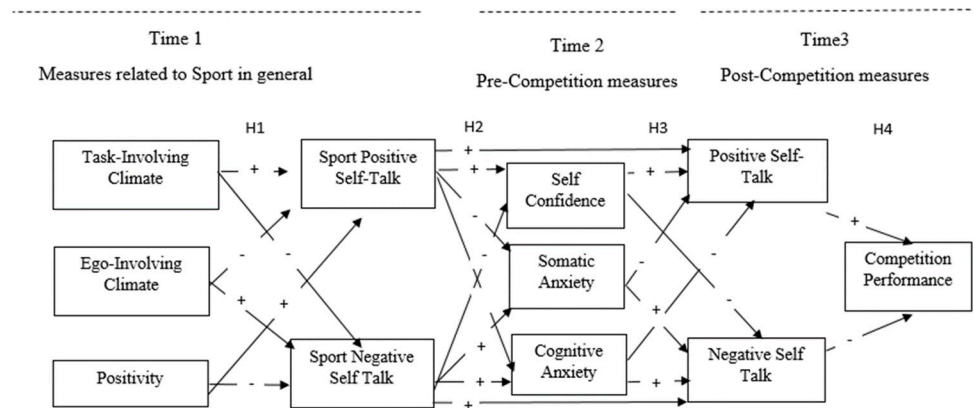 Time 1
Time 2
Time3
Measures related to Sport in general
Pre-Competition measures
Post-Competition measures
H1
H2
H3
H4
Task-Involving
Climate
Ego-Involving
Climate
Positivity
Sport Positive
Self-Talk
Sport Negative
Self Talk
Self
Confidence
Somatic
Anxiety
Cognitive
Anxiety
Positive Self-
Talk
Negative Self
Talk
Competition
Performance
+
-
-
+
+
-
+
+
-
-
-
+
+
+
+
-
-
+
-
+
+
-